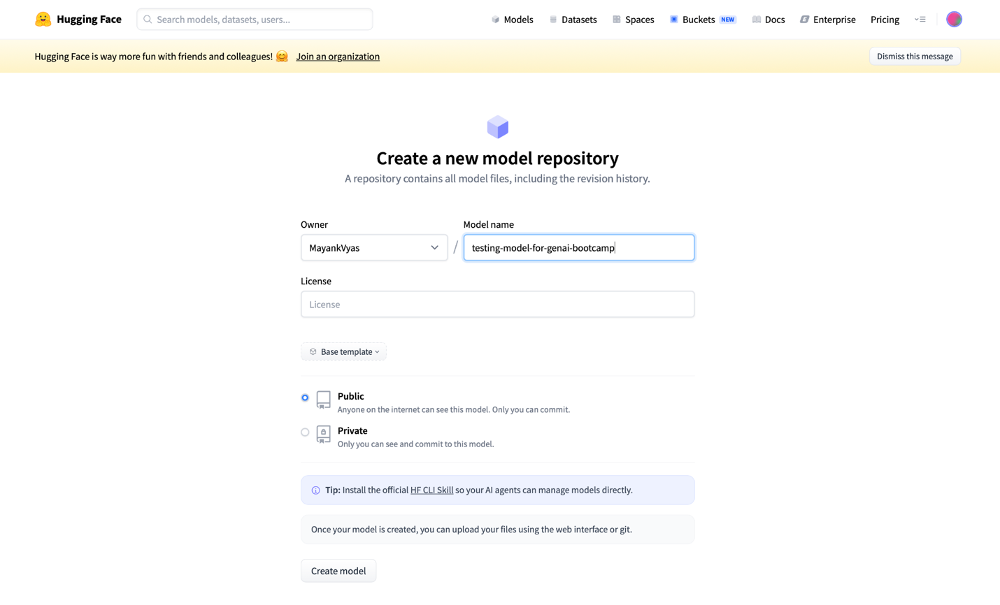 Hugging Face
Search models, datasets, users...
Models
Datasets
Spaces
Buckets NEW
Docs
Enterprise
Pricing
Hugging Face is way more fun with friends and colleagues! 🤗 Join an organization
Dismiss this message
Create a new model repository
A repository contains all model files, including the revision history.
Owner
Model name
MayankVyas
/
testing-model-for-genai-bootcamp
License
License
Base template
Public
Anyone on the internet can see this model. Only you can commit.
Private
Only you can see and commit to this model.
Tip: Install the official HF CLI Skill so your AI agents can manage models directly.
Once your model is created, you can upload your files using the web interface or git.
Create model